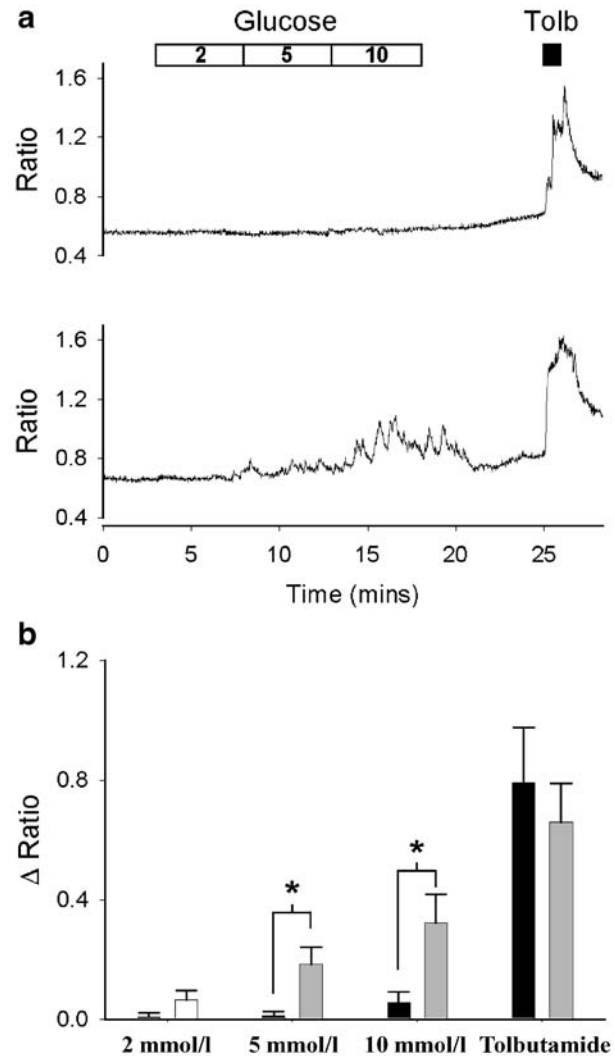 a
Glucose Tolb
2 5 10
1.6
1.2
0.8
0.4
Ratio
1.6
1.2
0.8
0.4
Ratio
0 5 10 15 20 25
Time (mins)
b
1.2
0.8
0.4
0.0
Δ Ratio
* *
2 mmol/l 5 mmol/l 10 mmol/l Tolbutamide